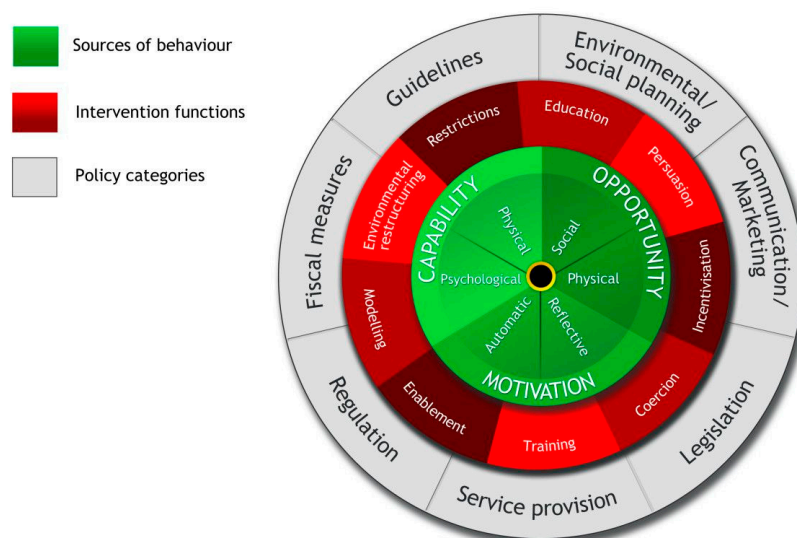 Sources of behaviour
Intervention functions
Policy categories
Guidelines
Environmental/
Social planning
Communication/
Marketing
Legislation
Service provision
Regulation
Fiscal measures
Restrictions
Education
Persuasion
Incentivisation
Coercion
Training
Enablement
Modelling
Environmental
restructuring
CAPABILITY
OPPORTUNITY
MOTIVATION
Physical
Social
Physical
Reflective
Automatic
Psychological